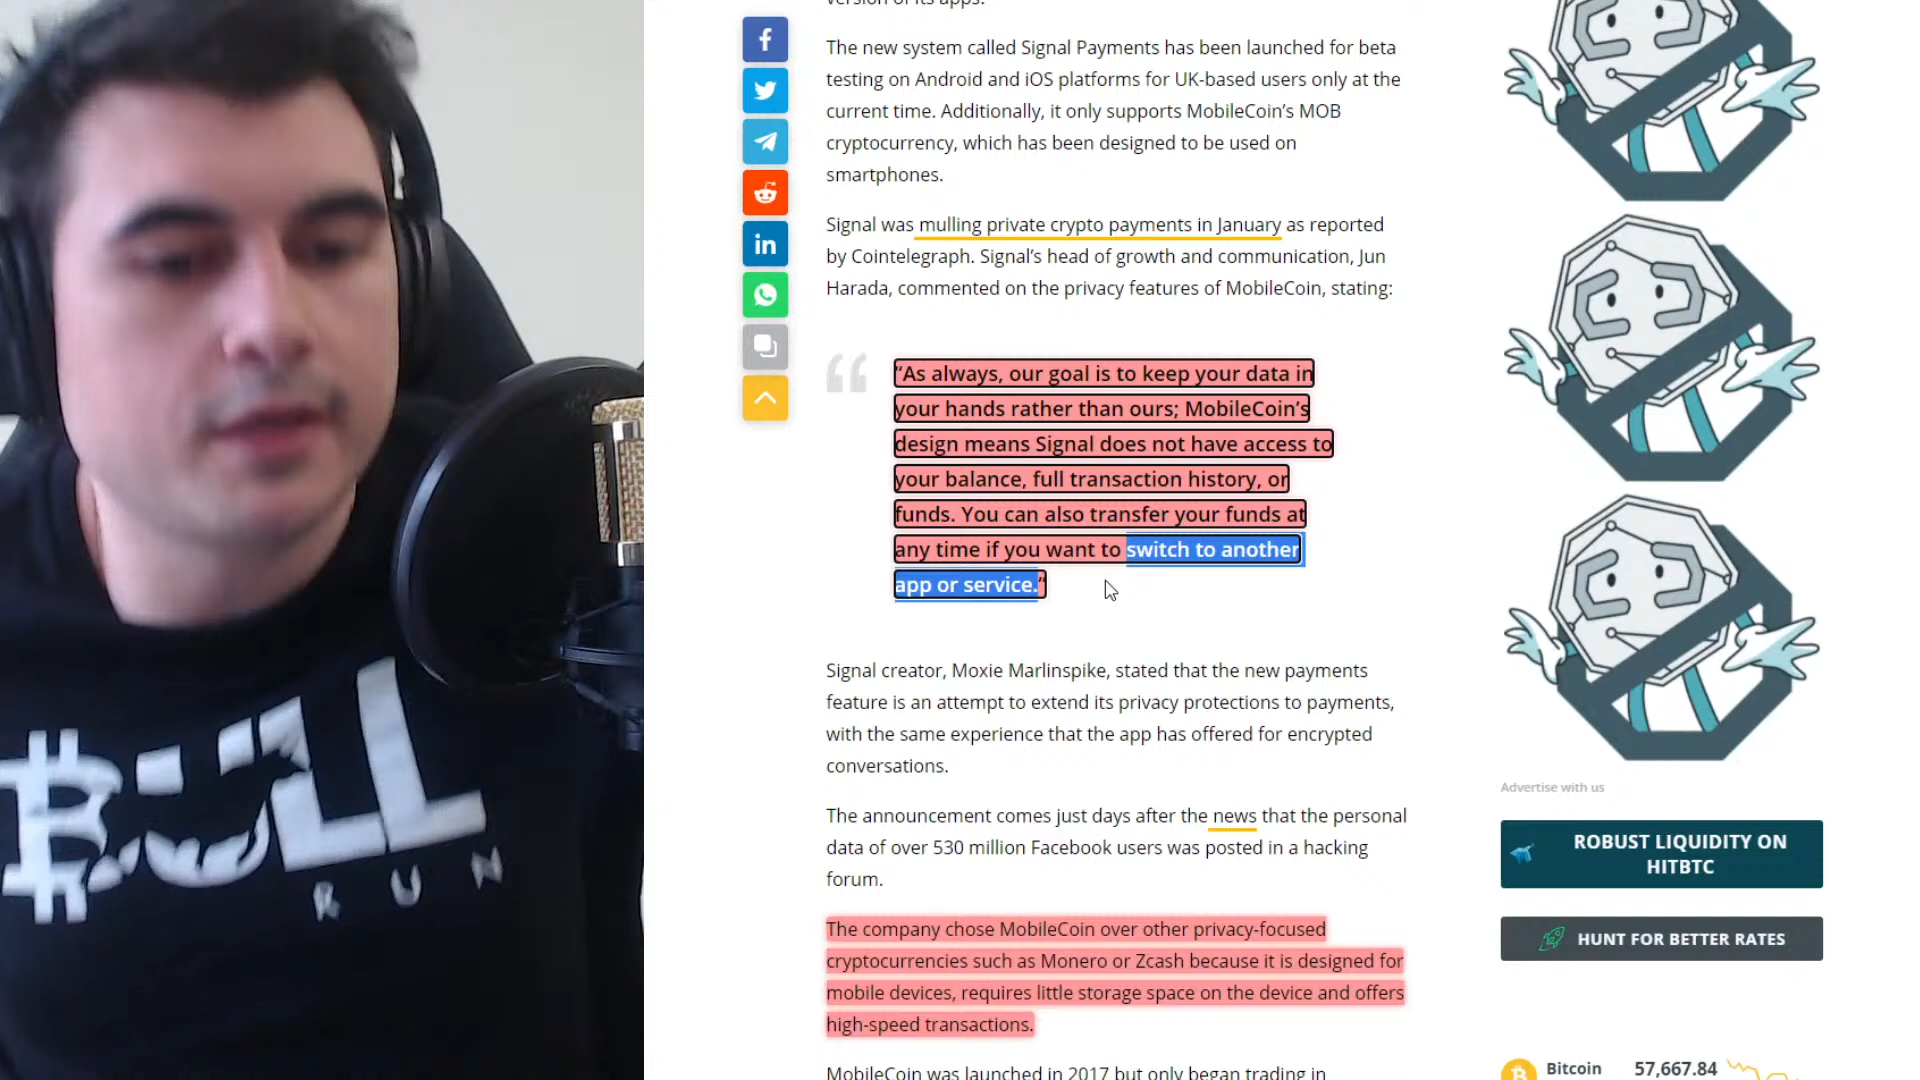 version of its apps.
The new system called Signal Payments has been launched for beta
testing on Android and iOS platforms for UK-based users only at the
current time. Additionally, it only supports MobileCoin’s MOB
cryptocurrency, which has been designed to be used on
smartphones.
Signal was mulling private crypto payments in January as reported
by Cointelegraph. Signal’s head of growth and communication, Jun
Harada, commented on the privacy features of MobileCoin, stating:
“As always, our goal is to keep your data in
your hands rather than ours; MobileCoin’s
design means Signal does not have access to
your balance, full transaction history, or
funds. You can also transfer your funds at
any time if you want to switch to another
app or service.”
Signal creator, Moxie Marlinspike, stated that the new payments
feature is an attempt to extend its privacy protections to payments,
with the same experience that the app has offered for encrypted
conversations.
The announcement comes just days after the news that the personal
data of over 530 million Facebook users was posted in a hacking
forum.
The company chose MobileCoin over other privacy-focused
cryptocurrencies such as Monero or Zcash because it is designed for
mobile devices, requires little storage space on the device and offers
high-speed transactions.
MobileCoin was launched in 2017 but only began trading in
Advertise with us
ROBUST LIQUIDITY ON
HITBTC
HUNT FOR BETTER RATES
Bitcoin 57,667.84
BULL
RUN